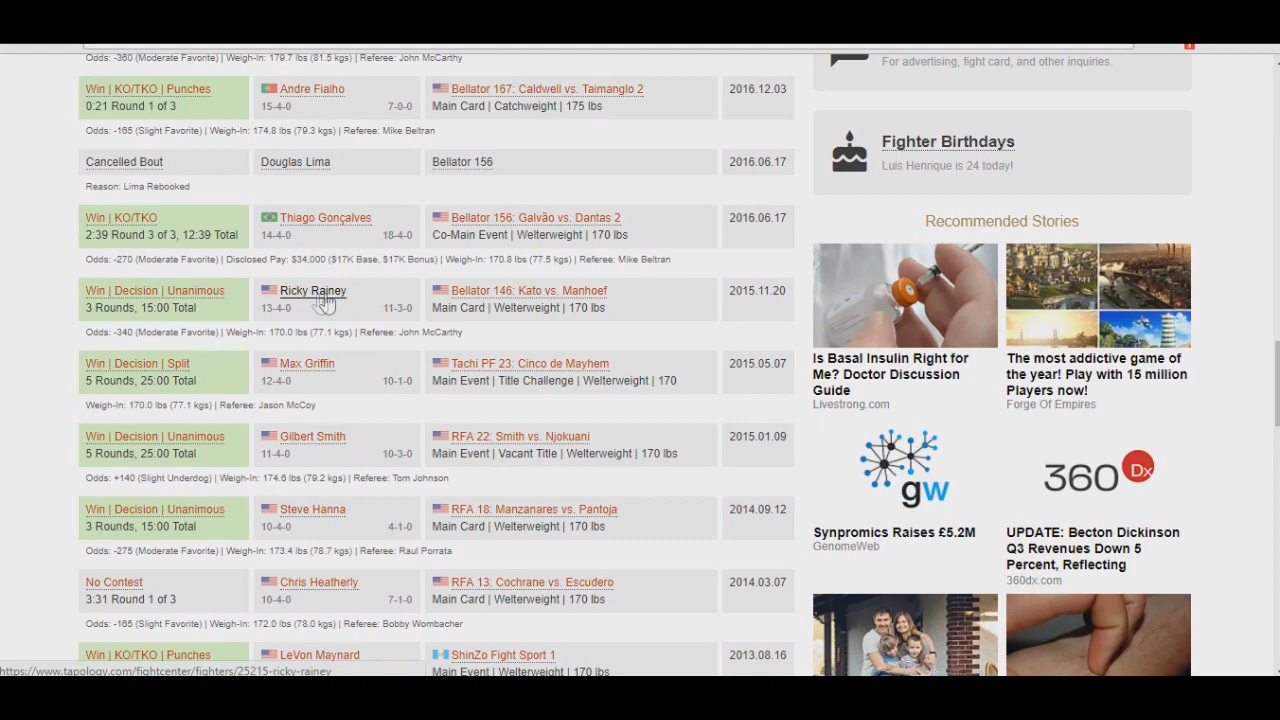 Odds: -360 (Moderate Favorite) | Weigh-In: 179.7 lbs (81.5 kgs) | Referee: John McCarthy
Win | KO/TKO | Punches
0:21 Round 1 of 3
Andre Fialho
15-4-0 7-0-0
Bellator 167: Caldwell vs. Taimanglo 2
Main Card | Catchweight | 175 lbs
2016.12.03
Odds: -165 (Slight Favorite) | Weigh-In: 174.8 lbs (79.3 kgs) | Referee: Mike Beltran
Cancelled Bout
Douglas Lima
Bellator 156
2016.06.17
Reason: Lima Rebooked
Win | KO/TKO
2:39 Round 3 of 3, 12:39 Total
Thiago Gonçalves
14-4-0 18-4-0
Bellator 156: Galvão vs. Dantas 2
Co-Main Event | Welterweight | 170 lbs
2016.06.17
Odds: -270 (Moderate Favorite) | Disclosed Pay: $34,000 ($17K Base, $17K Bonus) | Weigh-In: 170.8 lbs (77.5 kgs) | Referee: Mike Beltran
Win | Decision | Unanimous
3 Rounds, 15:00 Total
Ricky Rainey
13-4-0 11-3-0
Bellator 146: Kato vs. Manhoef
Main Card | Welterweight | 170 lbs
2015.11.20
Odds: -340 (Moderate Favorite) | Weigh-In: 170.0 lbs (77.1 kgs) | Referee: John McCarthy
Win | Decision | Split
5 Rounds, 25:00 Total
Max Griffin
12-4-0 10-1-0
Tachi PF 23: Cinco de Mayhem
Main Event | Title Challenge | Welterweight | 170
2015.05.07
Weigh-In: 170.0 lbs (77.1 kgs) | Referee: Jason McCoy
Win | Decision | Unanimous
5 Rounds, 25:00 Total
Gilbert Smith
11-4-0 10-3-0
RFA 22: Smith vs. Njokuani
Main Event | Vacant Title | Welterweight | 170 lbs
2015.01.09
Odds: +140 (Slight Underdog) | Weigh-In: 174.6 lbs (79.2 kgs) | Referee: Tom Johnson
Win | Decision | Unanimous
3 Rounds, 15:00 Total
Steve Hanna
10-4-0 4-1-0
RFA 18: Manzanares vs. Pantoja
Main Card | Welterweight | 170 lbs
2014.09.12
Odds: -275 (Moderate Favorite) | Weigh-In: 173.4 lbs (78.7 kgs) | Referee: Raul Porrata
No Contest
3:31 Round 1 of 3
Chris Heatherly
10-4-0 7-1-0
RFA 13: Cochrane vs. Escudero
Main Card | Welterweight | 170 lbs
2014.03.07
Odds: -165 (Slight Favorite) | Weigh-In: 172.0 lbs (78.0 kgs) | Referee: Bobby Wombacher
Win | KO/TKO | Punches
LeVon Maynard
ShinZo Fight Sport 1
Main Event | Welterweight | 170 lbs
2013.08.16
https://www.tapology.com/fightcenter/fighters/25215-ricky-rainey
For advertising, fight card, and other inquiries.
Fighter Birthdays
Luis Henrique is 24 today!
Recommended Stories
Is Basal Insulin Right for
Me? Doctor Discussion
Guide
Livestrong.com
The most addictive game of
the year! Play with 15 million
Players now!
Forge Of Empires
gw
Synpromics Raises £5.2M
GenomeWeb
360 Dx
UPDATE: Becton Dickinson
Q3 Revenues Down 5
Percent, Reflecting
360dx.com